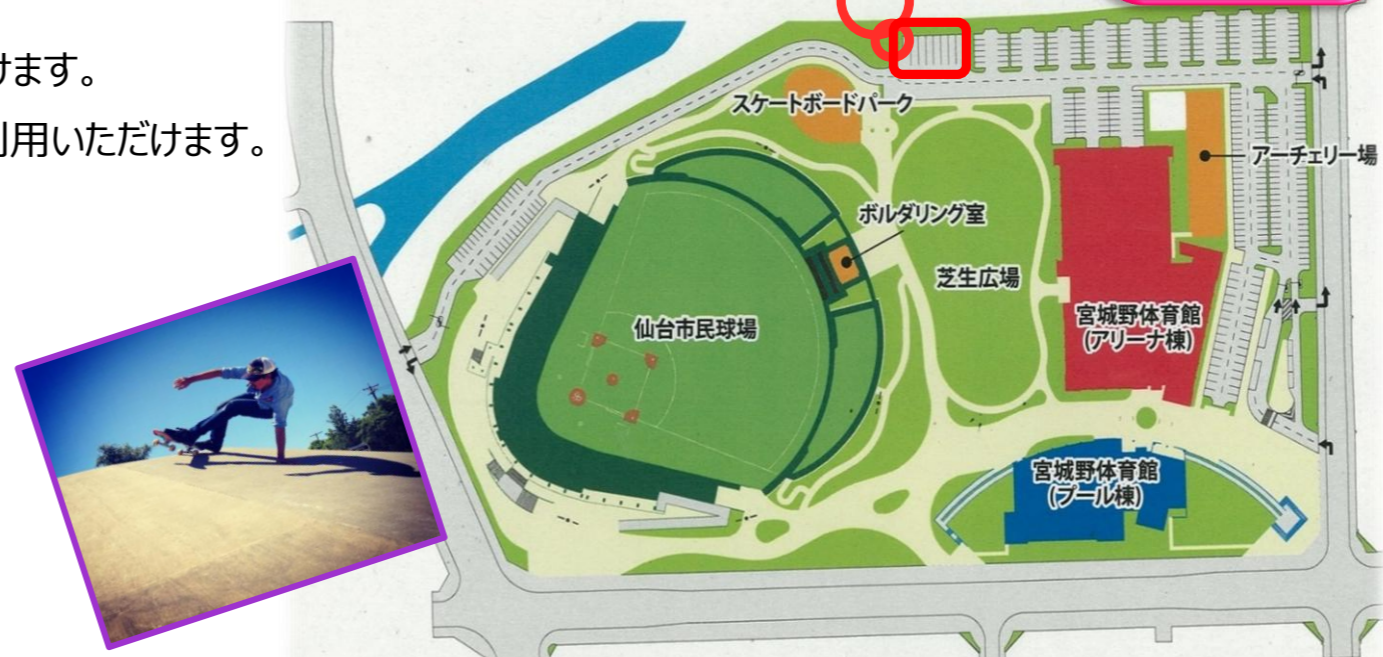 けます。
利用いただけます。
スケートボードパーク
アーチェリー場
ボルダリング室
芝生広場
仙台市民球場
宮城野体育館
(アリーナ棟)
宮城野体育館
(プール棟)